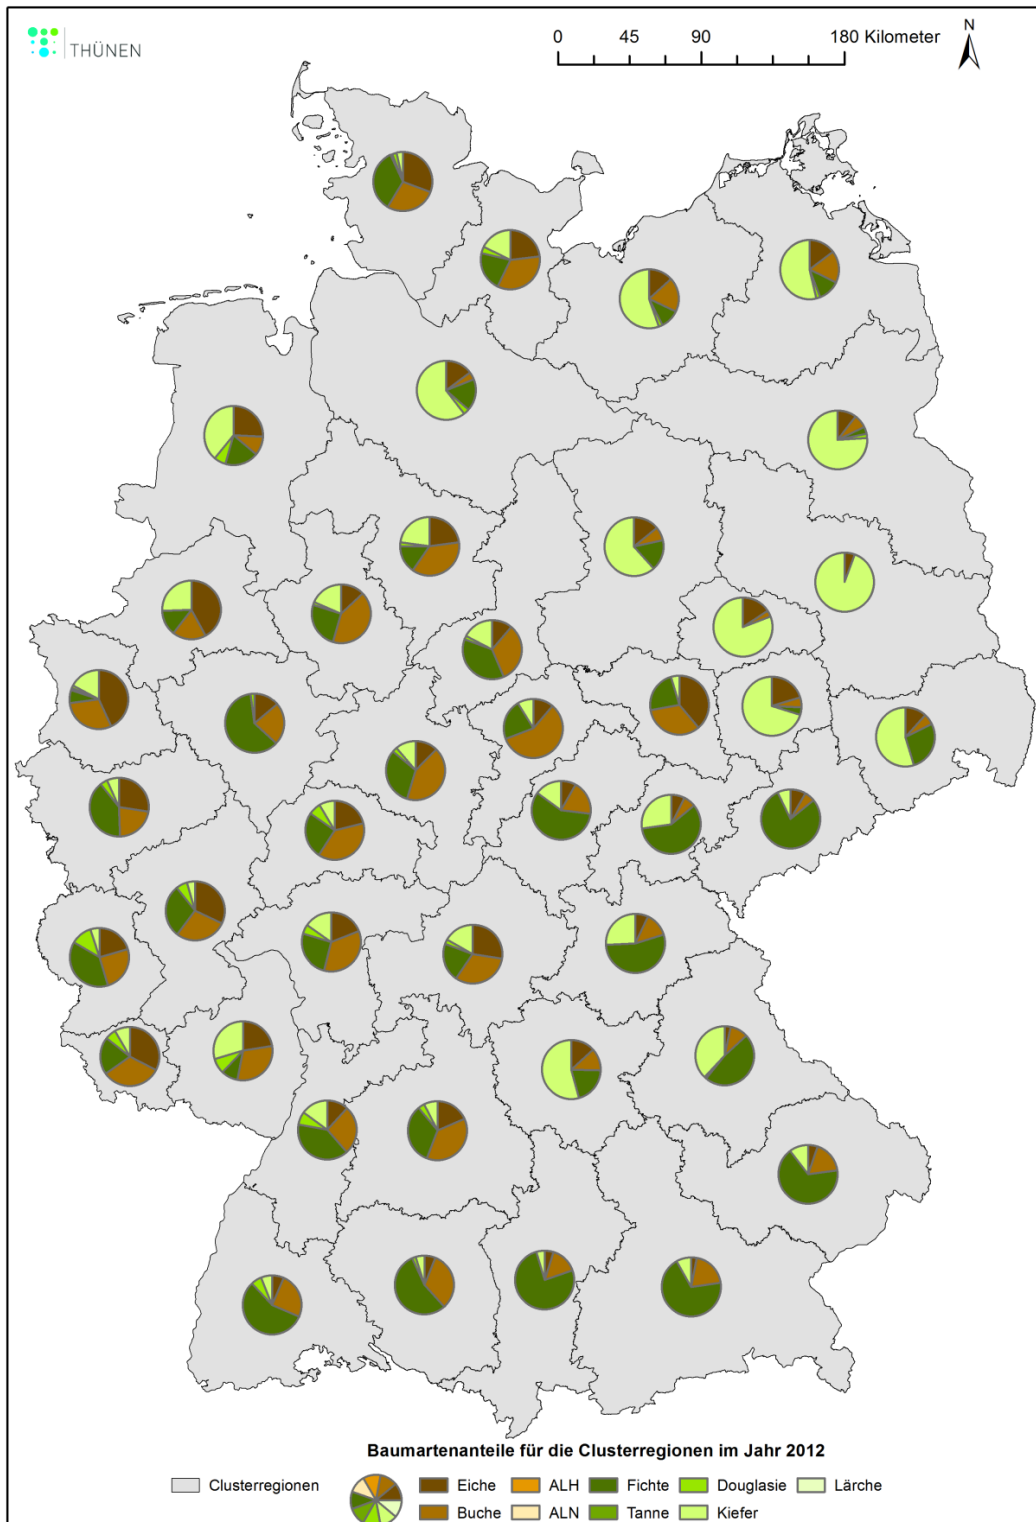 THÜNEN
0 45 90 180 Kilometer
N
Baumartenanteile für die Clusterregionen im Jahr 2012
Clusterregionen Eiche ALH Fichte Douglasie Lärche
Buche ALN Tanne Kiefer